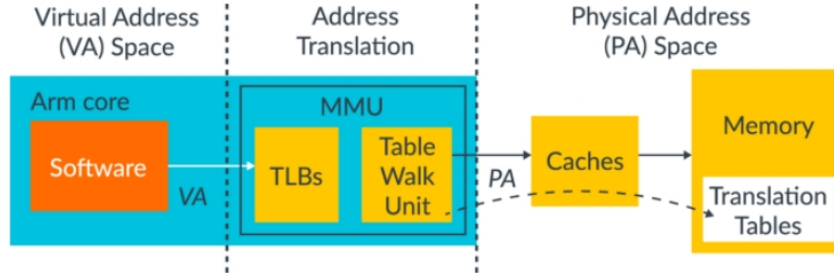 Virtual Address
(VA) Space
Address
Translation
Physical Address
(PA) Space
Arm core
Software
VA
MMU
TLBs
Table
Walk
Unit
PA
Caches
Memory
Translation
Tables